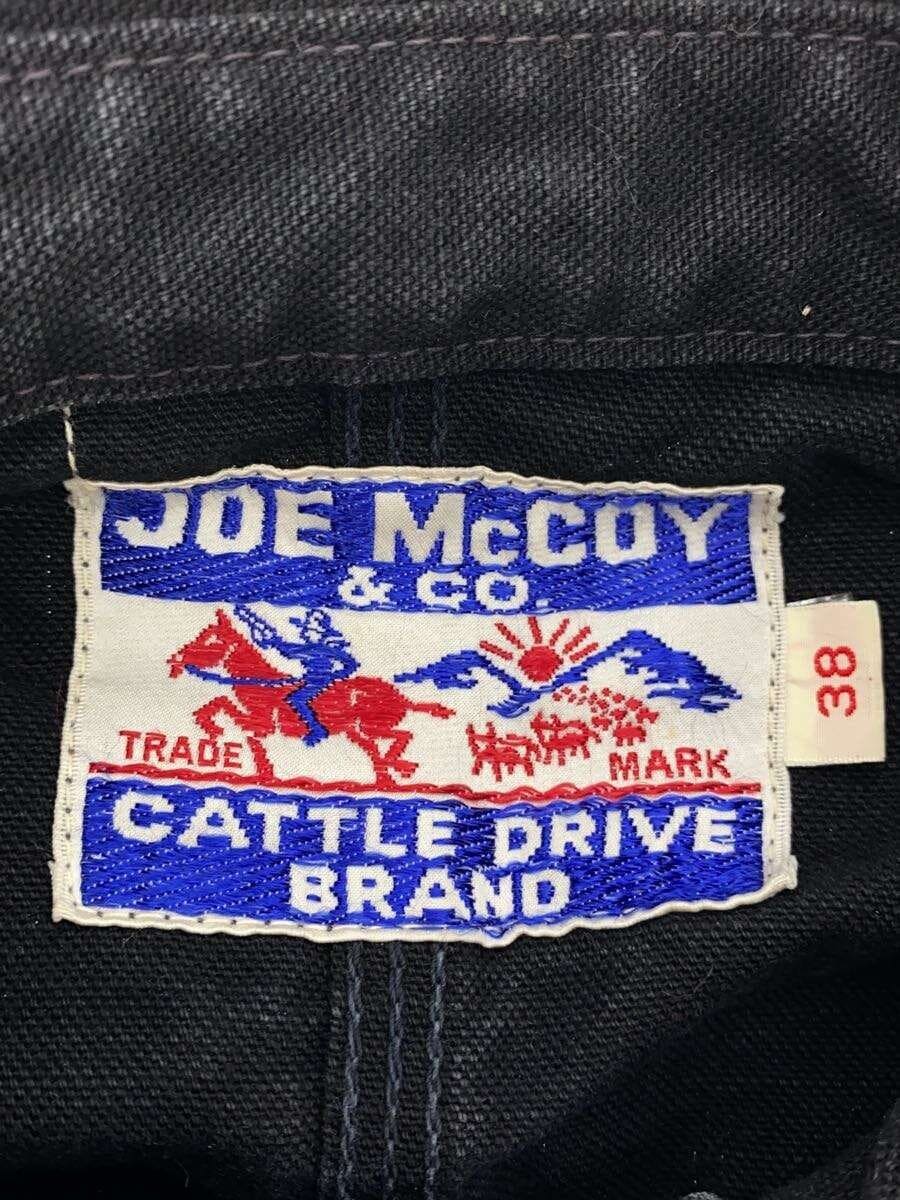 JOE McCOY
& CO.
TRADE MARK
CATTLE DRIVE
BRAND
38